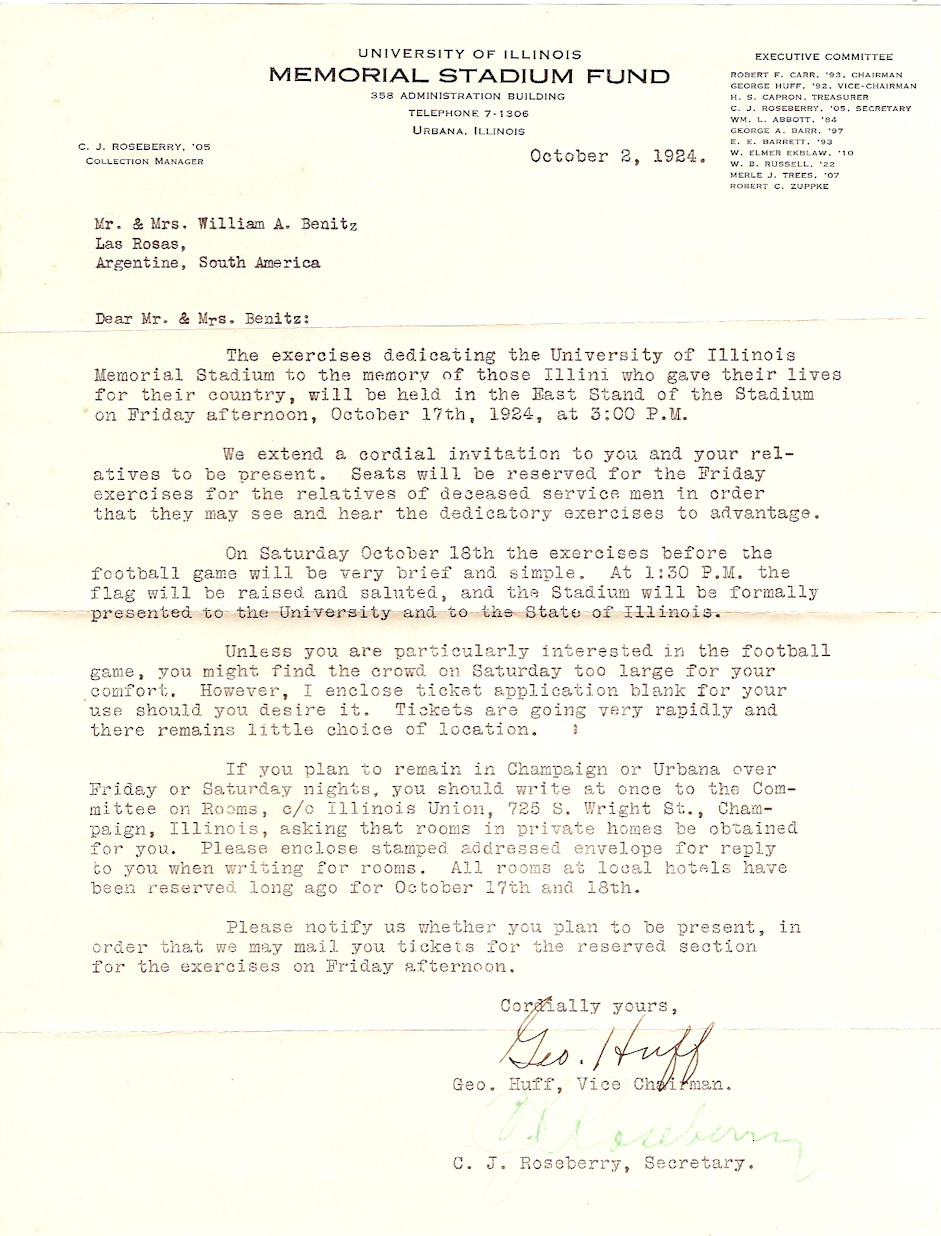 UNIVERSITY OF ILLINOIS
MEMORIAL STADIUM FUND
358 ADMINISTRATION BUILDING
TELEPHONE 7-1306
URBANA, ILLINOIS
EXECUTIVE COMMITTEE
ROBERT F. CARR, '93, CHAIRMAN
GEORGE HUFF, '92, VICE-CHAIRMAN
H. S. CAPRON, TREASURER
C. J. ROSEBERRY, '05, SECRETARY
WM. L. ABBOTT, '84
GEORGE A. BARR, '97
E. E. BARRETT, '93
W. ELMER EKBLAW, '10
W. B. RUSSELL, '22
MERLE J. TREES, '07
ROBERT C. ZUPPKE
C. J. ROSEBERRY, '05
COLLECTION MANAGER
October 2, 1924.
Mr. & Mrs. William A. Benitz
Las Rosas,
Argentine, South America
Dear Mr. & Mrs. Benitz:
The exercises dedicating the University of Illinois
Memorial Stadium to the memory of those Illini who gave their lives
for their country, will be held in the East Stand of the Stadium
on Friday afternoon, October 17th, 1924, at 3:00 P.M.
We extend a cordial invitation to you and your rel-
atives to be present. Seats will be reserved for the Friday
exercises for the relatives of deceased service men in order
that they may see and hear the dedicatory exercises to advantage.
On Saturday October 18th the exercises before the
football game will be very brief and simple. At 1:30 P.M. the
flag will be raised and saluted, and the Stadium will be formally
presented to the University and to the State of Illinois.
Unless you are particularly interested in the football
game, you might find the crowd on Saturday too large for your
comfort. However, I enclose ticket application blank for your
use should you desire it. Tickets are going very rapidly and
there remains little choice of location.
If you plan to remain in Champaign or Urbana over
Friday or Saturday nights, you should write at once to the Com-
mittee on Rooms, c/o Illinois Union, 725 S. Wright St., Cham-
paign, Illinois, asking that rooms in private homes be obtained
for you. Please enclose stamped addressed envelope for reply
to you when writing for rooms. All rooms at local hotels have
been reserved long ago for October 17th and 18th.
Please notify us whether you plan to be present, in
order that we may mail you tickets for the reserved section
for the exercises on Friday afternoon.
Cordially yours,
Geo. Huff
Geo. Huff, Vice Chairman.
C J Roseberry
C. J. Roseberry, Secretary.